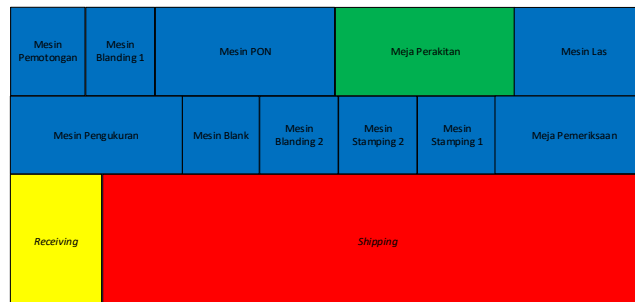 Mesin
Pemotongan
Mesin
Blanding 1
Mesin PON
Meja Perakitan
Mesin Las
Mesin Pengukuran
Mesin Blank
Mesin
Blanding 2
Mesin
Stamping 2
Mesin
Stamping 1
Meja Pemeriksaan
Receiving
Shipping